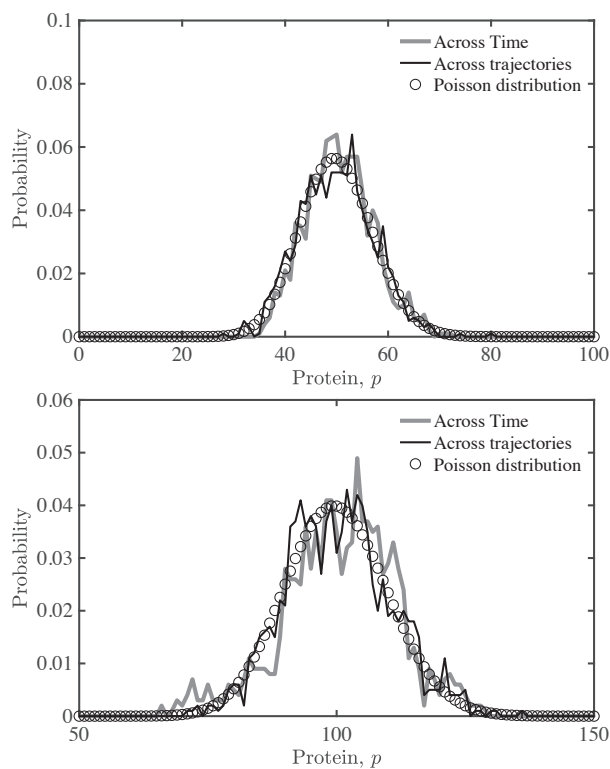 0.1
0.08
0.06
0.04
0.02
0
Probability
Across Time
Across trajectories
Poisson distribution
0 20 40 60 80 100
Protein, p
0.06
0.05
0.04
0.03
0.02
0.01
0
Probability
Across Time
Across trajectories
Poisson distribution
50 100 150
Protein, p